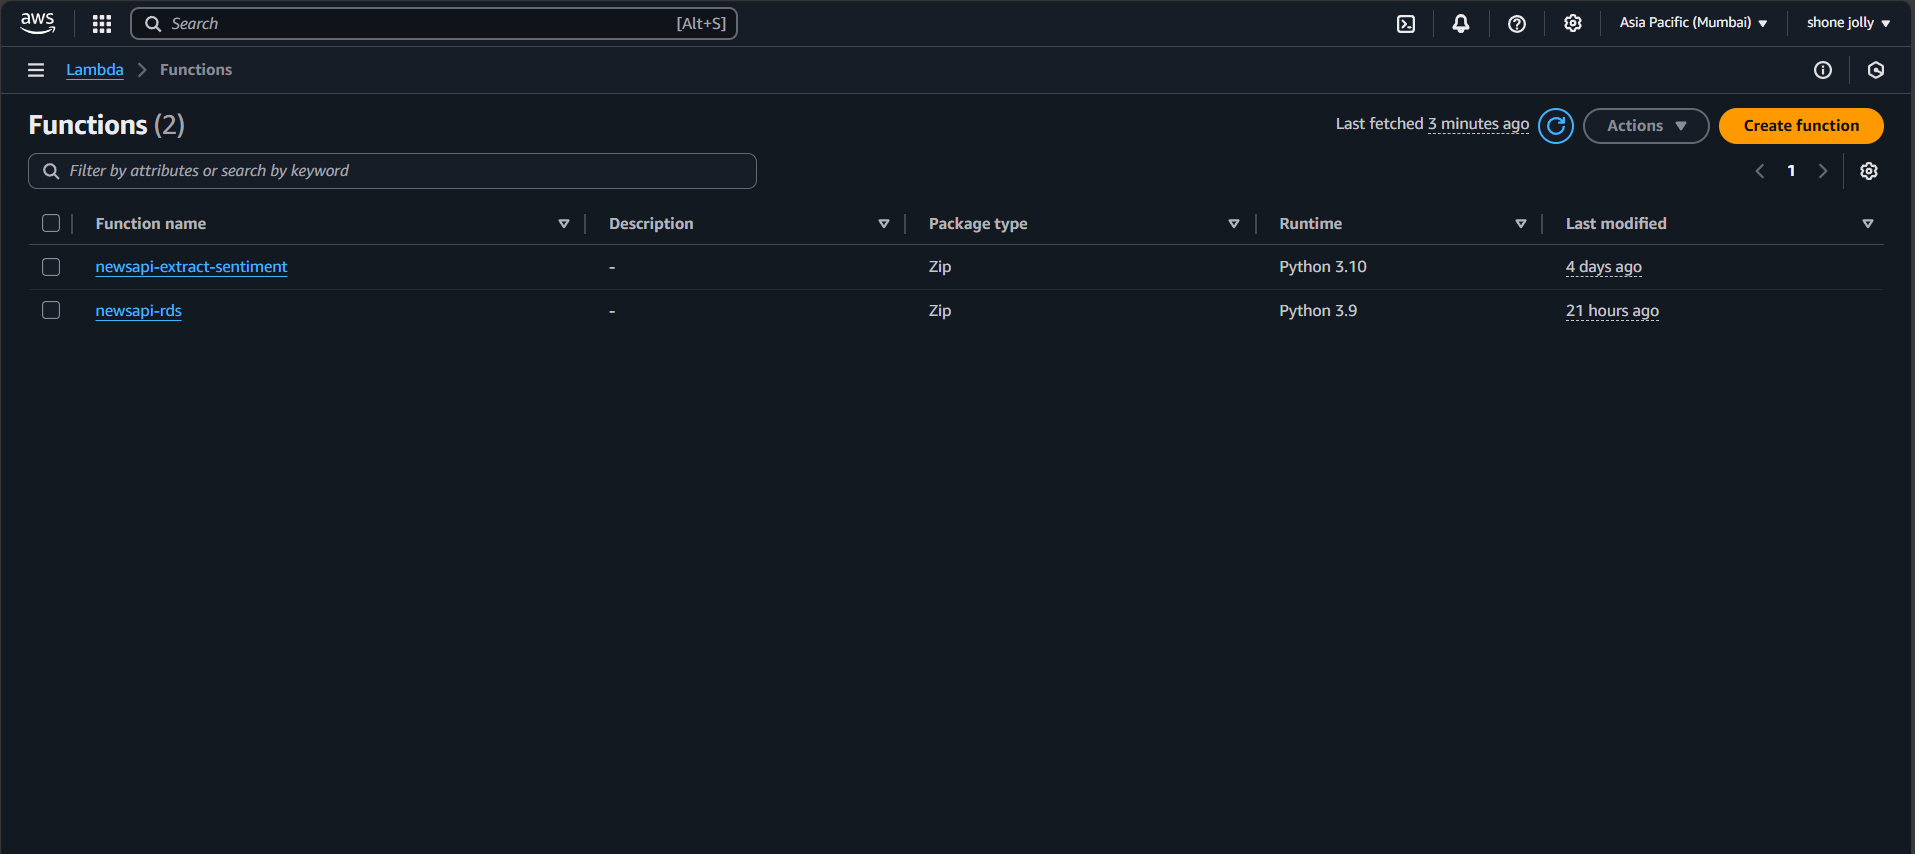 aws Search [Alt+S] Asia Pacific (Mumbai) shone jolly
Lambda Functions
Functions (2) Last fetched 3 minutes ago Actions Create function
Filter by attributes or search by keyword 1
Function name Description Package type Runtime Last modified
newsapi-extract-sentiment - Zip Python 3.10 4 days ago
newsapi-rds - Zip Python 3.9 21 hours ago